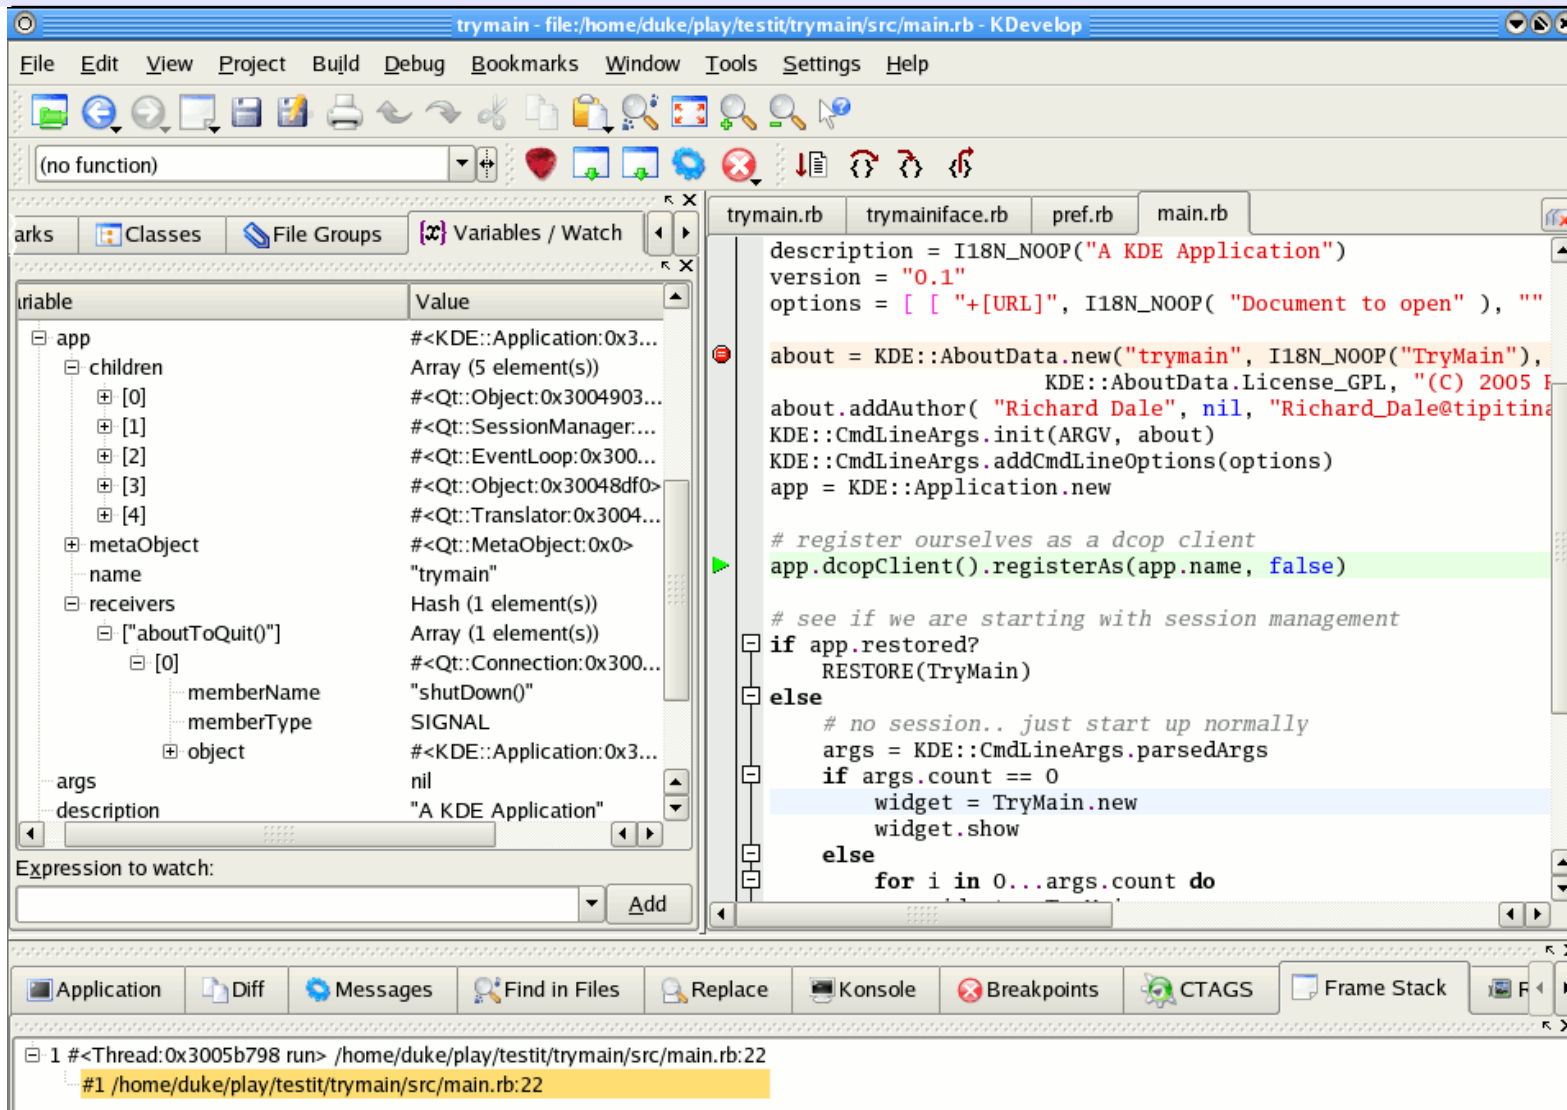 trymain - file:/home/duke/play/testit/trymain/src/main.rb - KDevelop
File Edit View Project Build Debug Bookmarks Window Tools Settings Help
(no function)
arks Classes File Groups {x} Variables / Watch
ariable Value
app #<KDE::Application:0x3...
children Array (5 element(s))
[0] #<Qt::Object:0x3004903...
[1] #<Qt::SessionManager:...
[2] #<Qt::EventLoop:0x300...
[3] #<Qt::Object:0x30048df0>
[4] #<Qt::Translator:0x3004...
metaObject #<Qt::MetaObject:0x0>
name "trymain"
receivers Hash (1 element(s))
["aboutToQuit()"] Array (1 element(s))
[0] #<Qt::Connection:0x300...
memberName "shutDown()"
memberType SIGNAL
object #<KDE::Application:0x3...
args nil
description "A KDE Application"
Expression to watch:
Add
trymain.rb trymainiface.rb pref.rb main.rb
description = I18N_NOOP("A KDE Application")
version = "0.1"
options = [ [ "+[URL]", I18N_NOOP( "Document to open" ), ""
about = KDE::AboutData.new("trymain", I18N_NOOP("TryMain"),
KDE::AboutData.License_GPL, "(C) 2005
about.addAuthor( "Richard Dale", nil, "Richard_Dale@tipitina
KDE::CmdLineArgs.init(ARGV, about)
KDE::CmdLineArgs.addCmdLineOptions(options)
app = KDE::Application.new
# register ourselves as a dcop client
app.dcopClient().registerAs(app.name, false)
# see if we are starting with session management
if app.restored?
RESTORE(TryMain)
else
# no session.. just start up normally
args = KDE::CmdLineArgs.parsedArgs
if args.count == 0
widget = TryMain.new
widget.show
else
for i in 0...args.count do
Application Diff Messages Find in Files Replace Konsole Breakpoints CTAGS Frame Stack
1 #<Thread:0x3005b798 run> /home/duke/play/testit/trymain/src/main.rb:22
#1 /home/duke/play/testit/trymain/src/main.rb:22